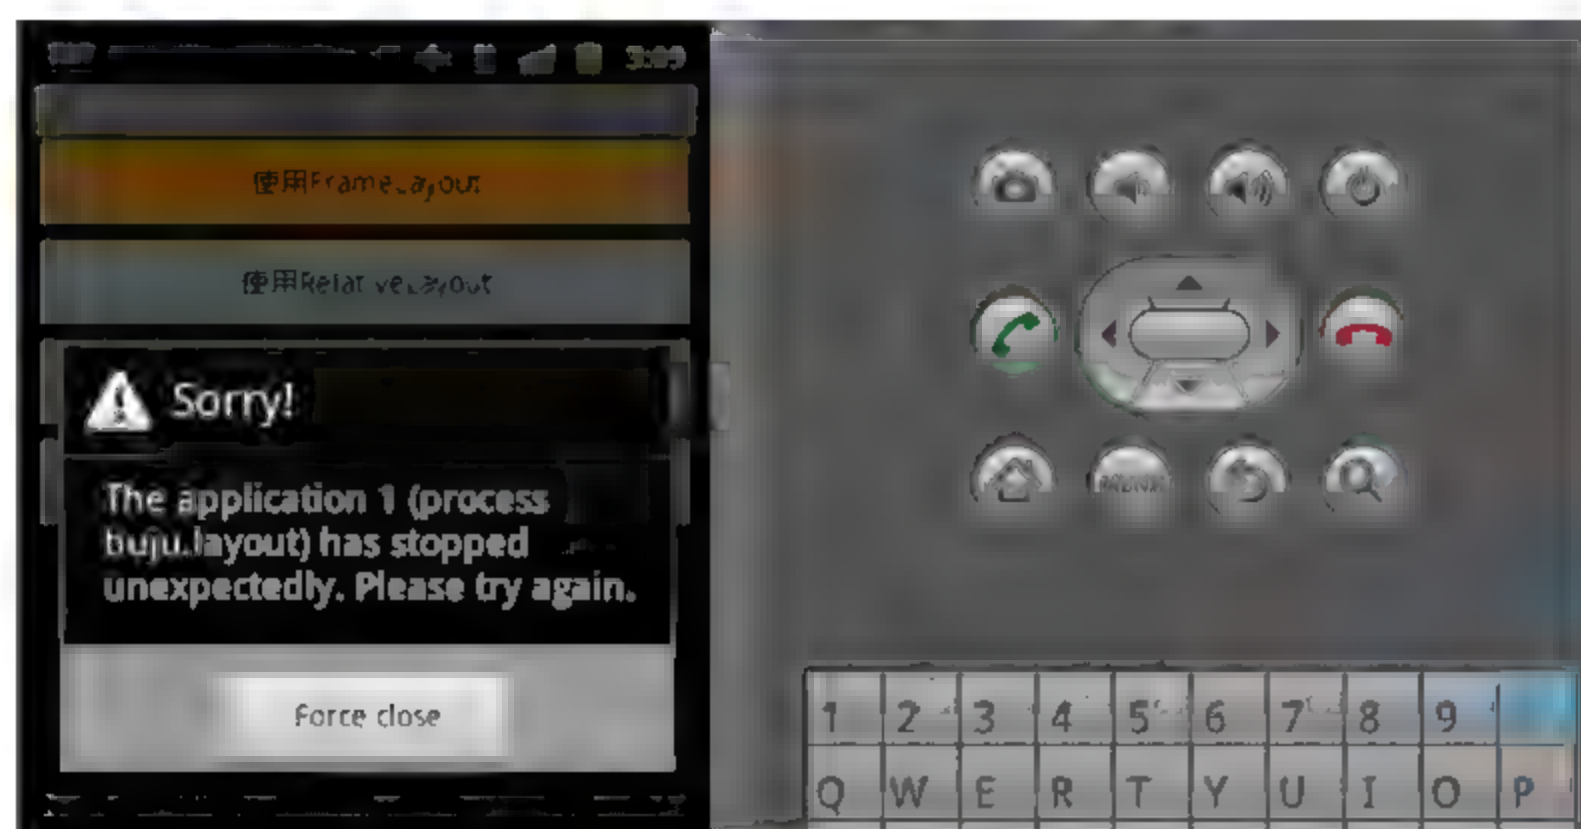 3:09
使用FrameLayout
使用RelativeLayout
Sorry!
The application 1 (process
buju.layout) has stopped
unexpectedly. Please try again.
Force close
MENU
1 2 3 4 5 6 7 8 9
Q W E R T Y U I O P